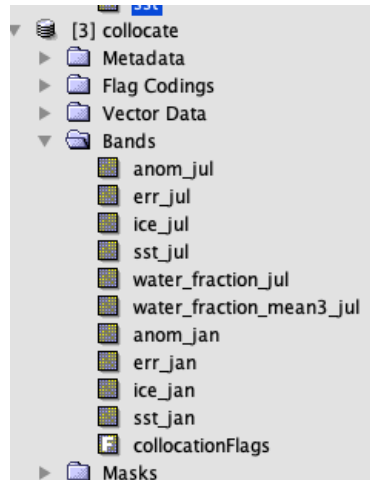 sst
[3] collocate
Metadata
Flag Codings
Vector Data
Bands
anom_jul
err_jul
ice_jul
sst_jul
water_fraction_jul
water_fraction_mean3_jul
anom_jan
err_jan
ice_jan
sst_jan
F collocationFlags
Masks